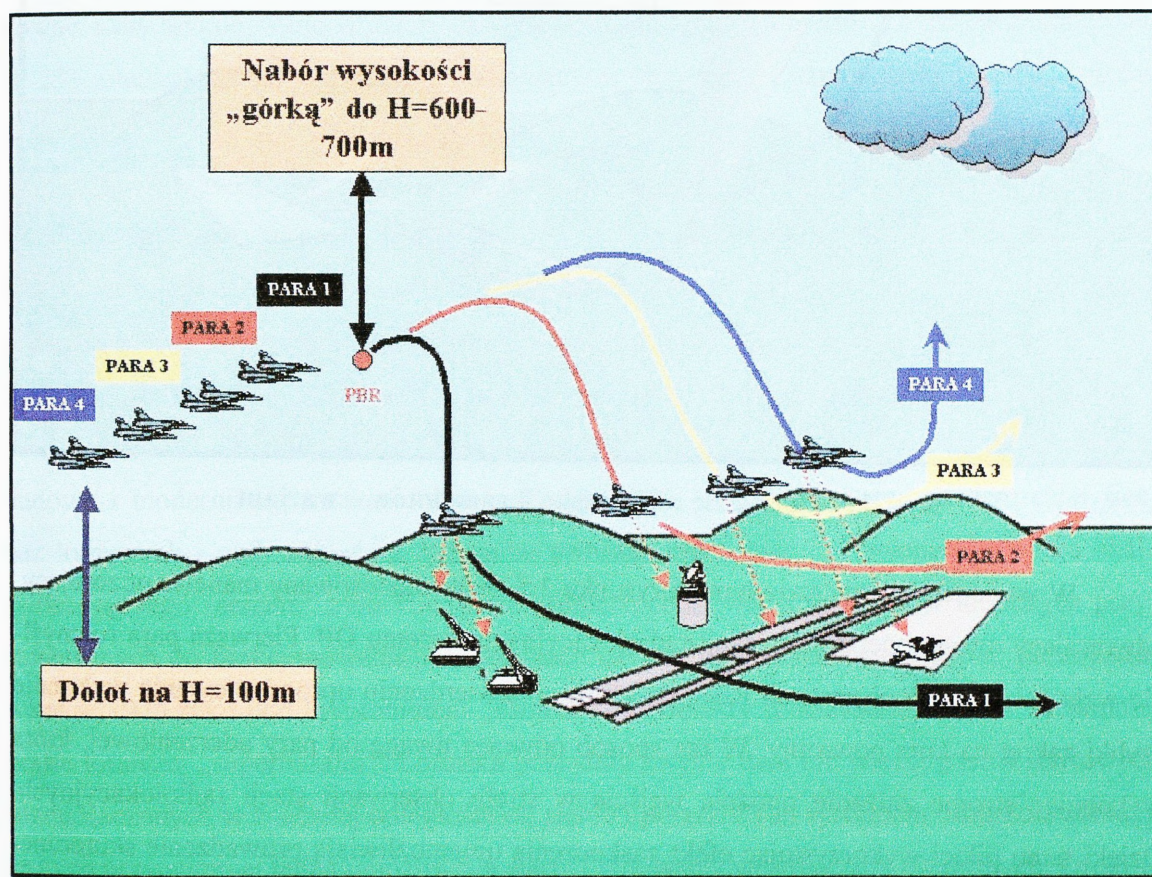 Nabór wysokości
„górką” do H=600-
700m
PARA 1
PARA 2
PARA 3
PARA 4
PBR
PARA 4
PARA 3
PARA 2
PARA 1
Dolot na H=100m